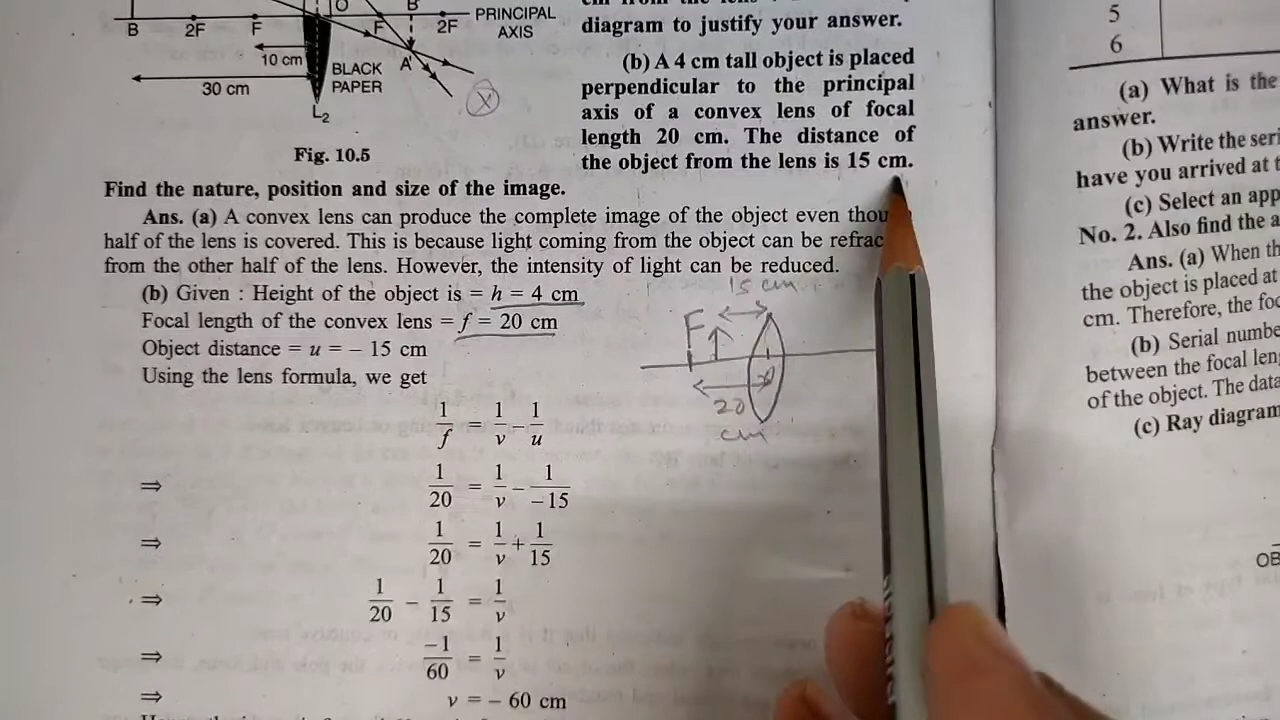 O
B'
B
2F
F
F
2F
PRINCIPAL
AXIS
10 cm
A'
30 cm
BLACK
PAPER
L2
X
Fig. 10.5
diagram to justify your answer.
(b) A 4 cm tall object is placed
perpendicular to the principal
axis of a convex lens of focal
length 20 cm. The distance of
the object from the lens is 15 cm.
Find the nature, position and size of the image.
Ans. (a) A convex lens can produce the complete image of the object even thou
half of the lens is covered. This is because light coming from the object can be refrac
from the other half of the lens. However, the intensity of light can be reduced.
(b) Given : Height of the object is = h = 4 cm
Focal length of the convex lens = f = 20 cm
Object distance = u = – 15 cm
Using the lens formula, we get
1/f = 1/v - 1/u
⇒ 1/20 = 1/v – 1/–15
⇒ 1/20 = 1/v + 1/15
⇒ 1/20 – 1/15 = 1/v
⇒ –1/60 = 1/v
⇒ v = – 60 cm
15 cm
F
20
cm
5
6
(a) What is the
answer.
(b) Write the seri
have you arrived at t
(c) Select an app
No. 2. Also find the a
Ans. (a) When th
the object is placed at
cm. Therefore, the foc
(b) Serial numbe
between the focal len
of the object. The data
(c) Ray diagram
OB